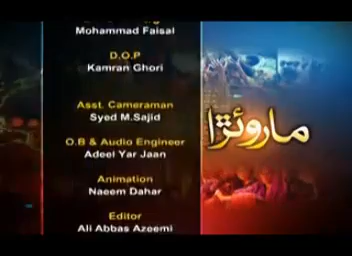 Mohammad Faisal
D.O.P
Kamran Ghori
Asst. Cameraman
Syed M.Sajid
O.B & Audio Engineer
Adeel Yar Jaan
Animation
Naeem Dahar
Editor
Ali Abbas Azeemi
ماروئڙا